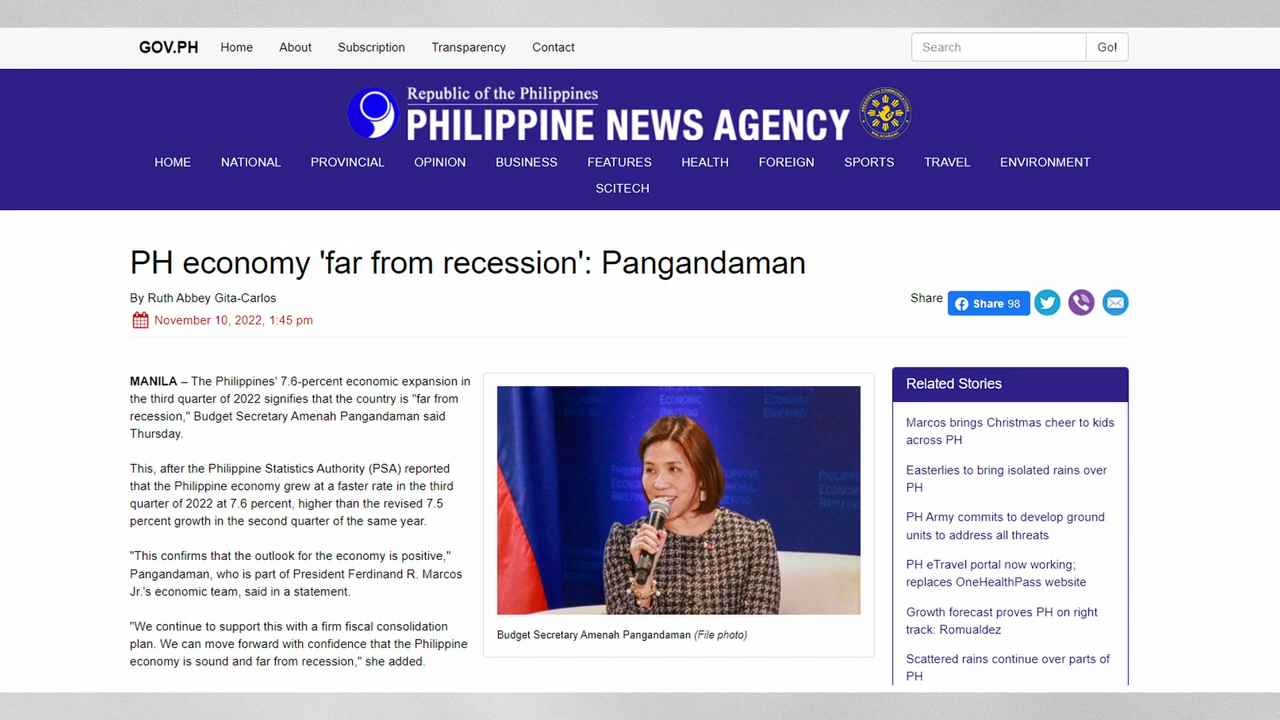 GOV.PH Home About Subscription Transparency Contact Search Go!
Republic of the Philippines
PHILIPPINE NEWS AGENCY
HOME NATIONAL PROVINCIAL OPINION BUSINESS FEATURES HEALTH FOREIGN SPORTS TRAVEL ENVIRONMENT
SCITECH
PH economy 'far from recession': Pangandaman
By Ruth Abbey Gita-Carlos
November 10, 2022, 1:45 pm
Share Share 98
MANILA – The Philippines' 7.6-percent economic expansion in
the third quarter of 2022 signifies that the country is "far from
recession," Budget Secretary Amenah Pangandaman said
Thursday.
This, after the Philippine Statistics Authority (PSA) reported
that the Philippine economy grew at a faster rate in the third
quarter of 2022 at 7.6 percent, higher than the revised 7.5
percent growth in the second quarter of the same year.
"This confirms that the outlook for the economy is positive,"
Pangandaman, who is part of President Ferdinand R. Marcos
Jr.'s economic team, said in a statement.
"We continue to support this with a firm fiscal consolidation
plan. We can move forward with confidence that the Philippine
economy is sound and far from recession," she added.
ECONOMIC
BRIEFING
Budget Secretary Amenah Pangandaman (File photo)
Related Stories
Marcos brings Christmas cheer to kids
across PH
Easterlies to bring isolated rains over
PH
PH Army commits to develop ground
units to address all threats
PH eTravel portal now working;
replaces OneHealthPass website
Growth forecast proves PH on right
track: Romualdez
Scattered rains continue over parts of
PH